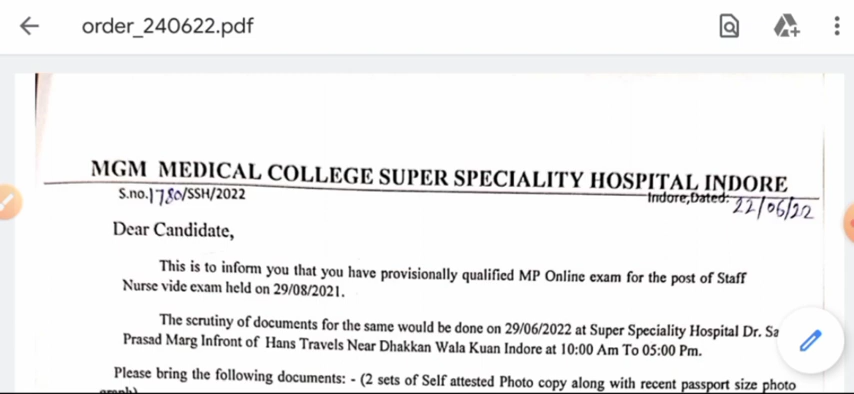 order_240622.pdf
MGM MEDICAL COLLEGE SUPER SPECIALITY HOSPITAL INDORE
S.no.1780/SSH/2022
Indore,Dated: 22/06/22
Dear Candidate,
This is to inform you that you have provisionally qualified MP Online exam for the post of Staff
Nurse vide exam held on 29/08/2021.
The scrutiny of documents for the same would be done on 29/06/2022 at Super Speciality Hospital Dr.
Prasad Marg Infront of Hans Travels Near Dhakkan Wala Kuan Indore at 10:00 Am To 05:00 Pm.
Please bring the following documents: - (2 sets of Self attested Photo copy along with recent passport size photo